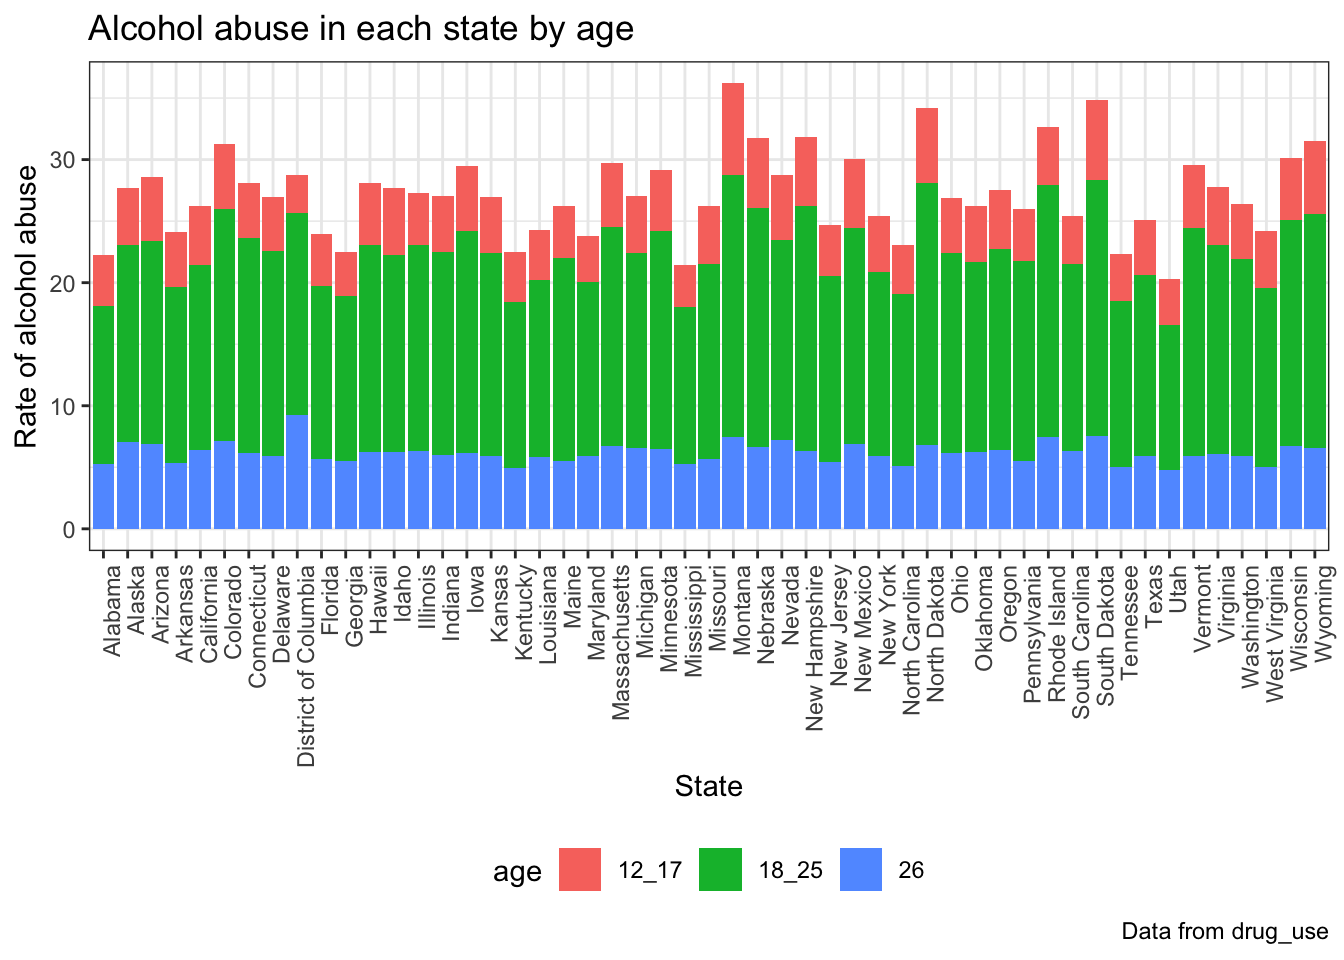 Alcohol abuse in each state by age
Rate of alcohol abuse
30
20
10
0
Alabama
Alaska
Arizona
Arkansas
California
Colorado
Connecticut
Delaware
District of Columbia
Florida
Georgia
Hawaii
Idaho
Illinois
Indiana
Iowa
Kansas
Kentucky
Louisiana
Maine
Maryland
Massachusetts
Michigan
Minnesota
Mississippi
Missouri
Montana
Nebraska
Nevada
New Hampshire
New Jersey
New Mexico
New York
North Carolina
North Dakota
Ohio
Oklahoma
Oregon
Pennsylvania
Rhode Island
South Carolina
South Dakota
Tennessee
Texas
Utah
Vermont
Virginia
Washington
West Virginia
Wisconsin
Wyoming
State
age 12_17 18_25 26
Data from drug_use